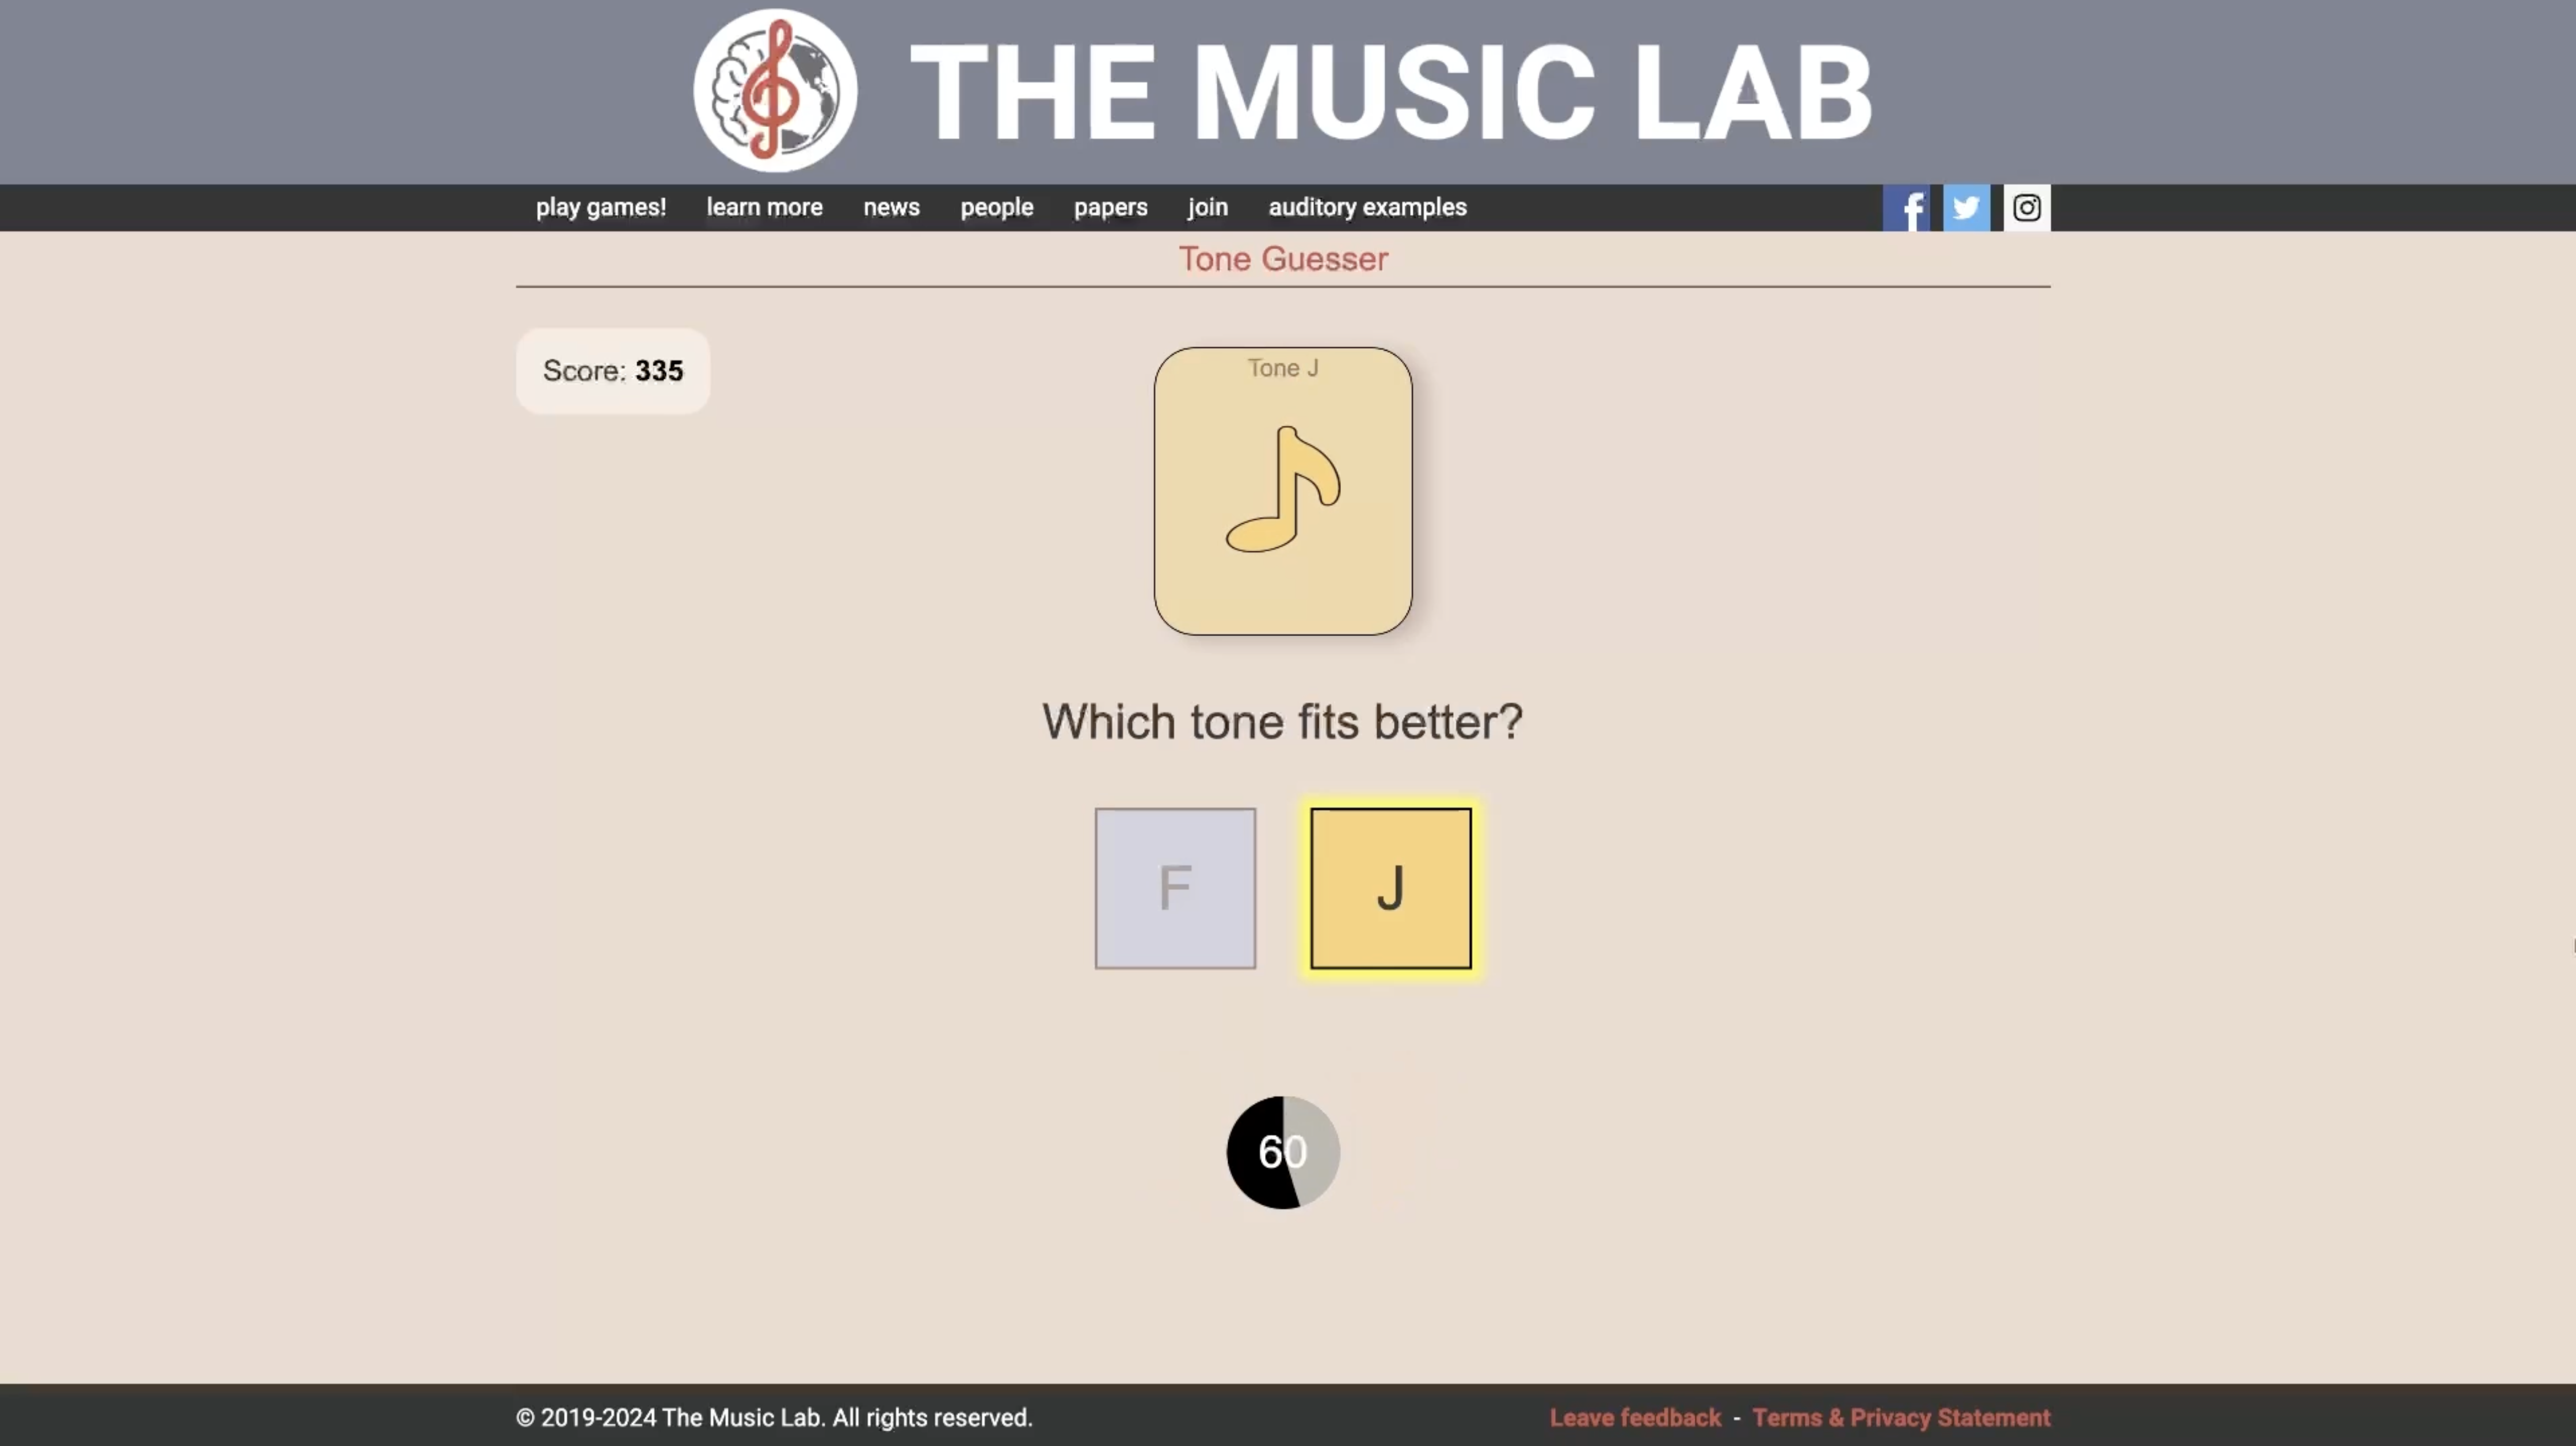 THE MUSIC LAB
play games! learn more news people papers join auditory examples
Tone Guesser
Score: 335
Tone J
Which tone fits better?
F J
60
© 2019-2024 The Music Lab. All rights reserved. Leave feedback - Terms & Privacy Statement